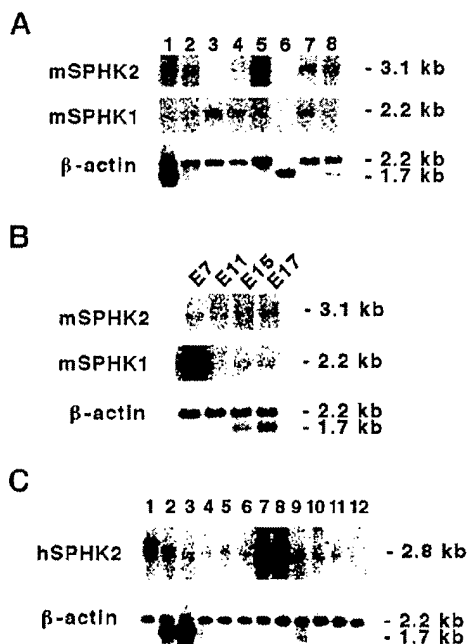 A
1 2 3 4 5 6 7 8
mSPHK2 - 3.1 kb
mSPHK1 - 2.2 kb
β-actin - 2.2 kb
- 1.7 kb
B
E7 E11 E15 E17
mSPHK2 - 3.1 kb
mSPHK1 - 2.2 kb
β-actin - 2.2 kb
- 1.7 kb
C
1 2 3 4 5 6 7 8 9 10 11 12
hSPHK2 - 2.8 kb
β-actin - 2.2 kb
- 1.7 kb